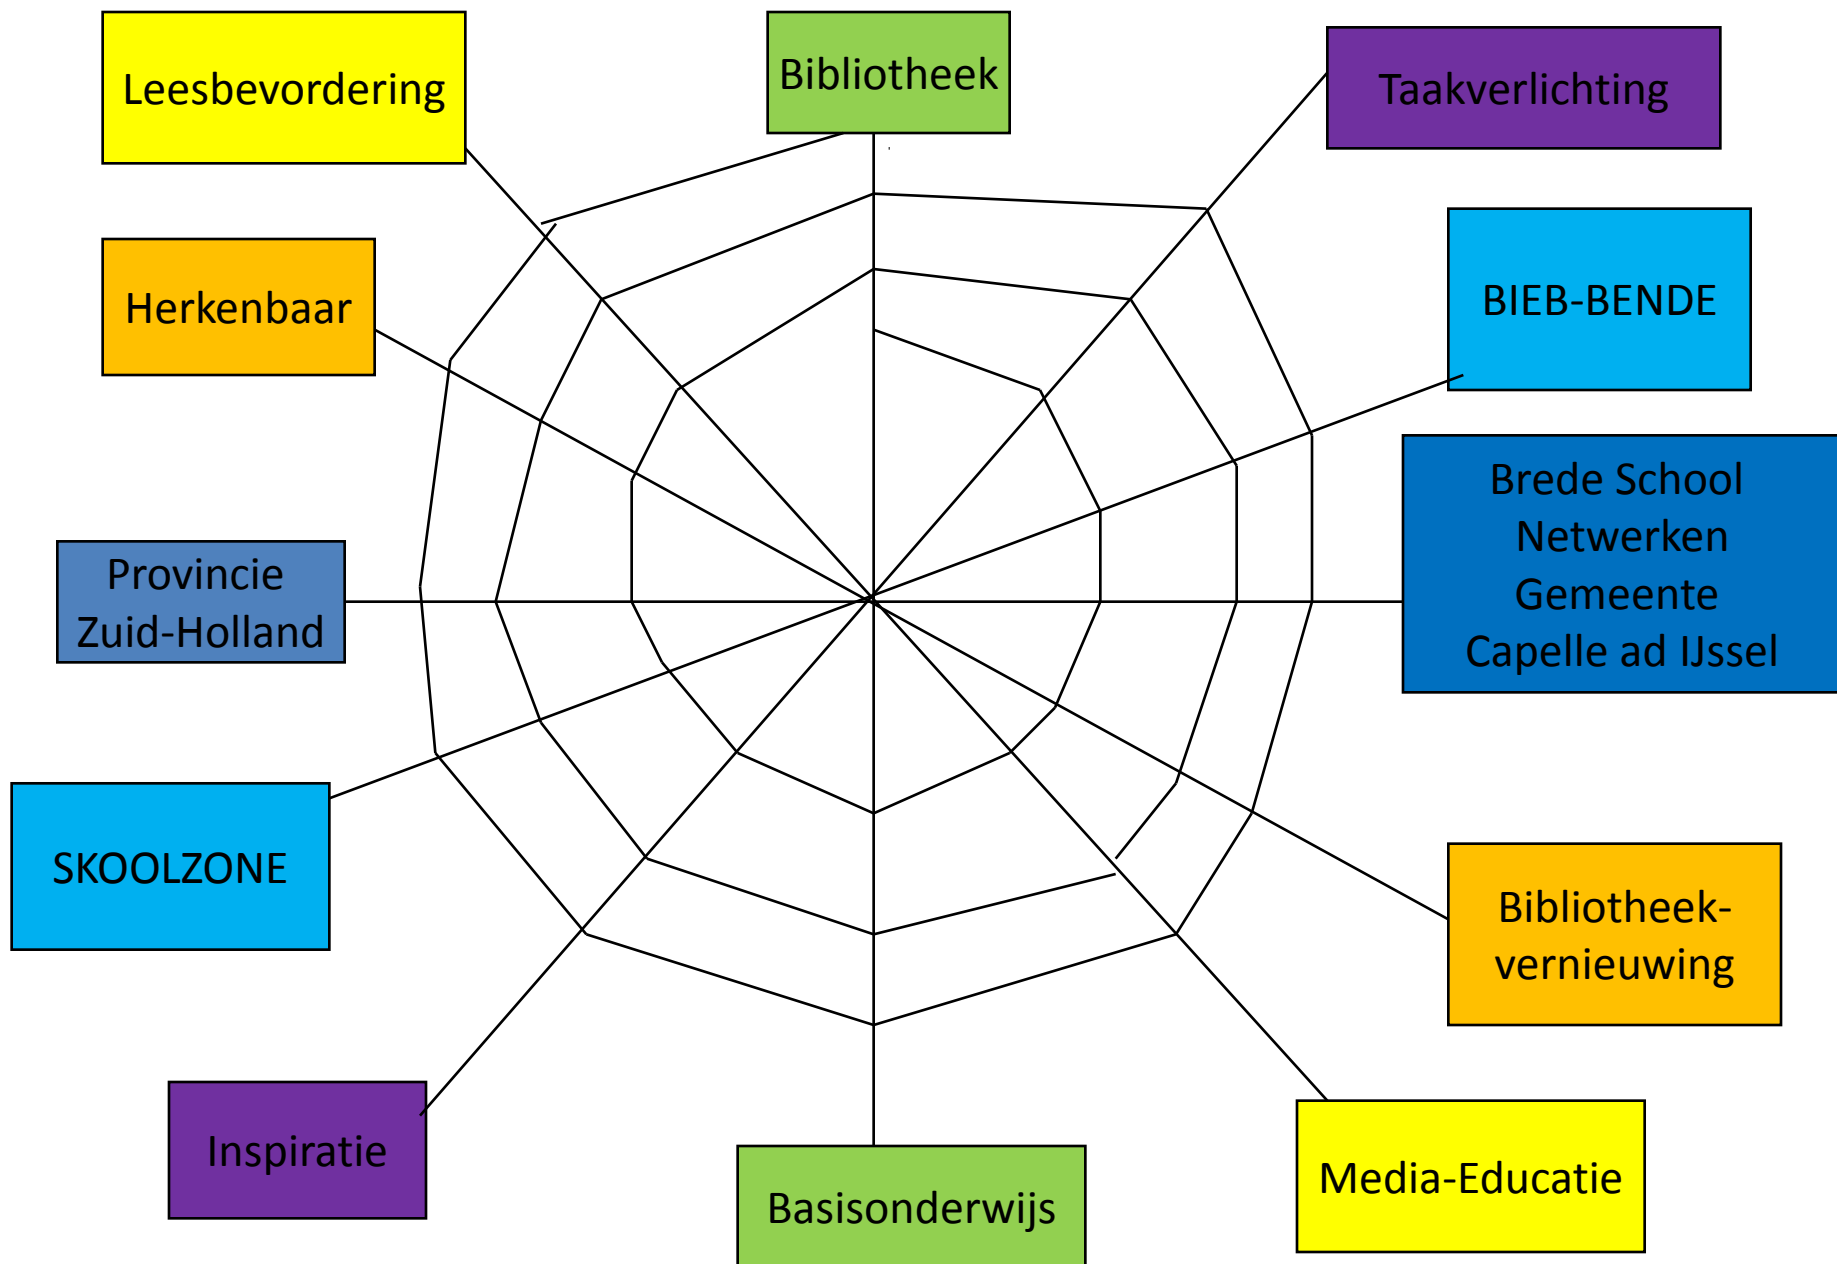 Leesbevordering
Bibliotheek
Taakverlichting
Herkenbaar
BIEB-BENDE
Provincie
Zuid-Holland
Brede School
Netwerken
Gemeente
Capelle ad IJssel
SKOOLZONE
Bibliotheek-
vernieuwing
Inspiratie
Basisonderwijs
Media-Educatie